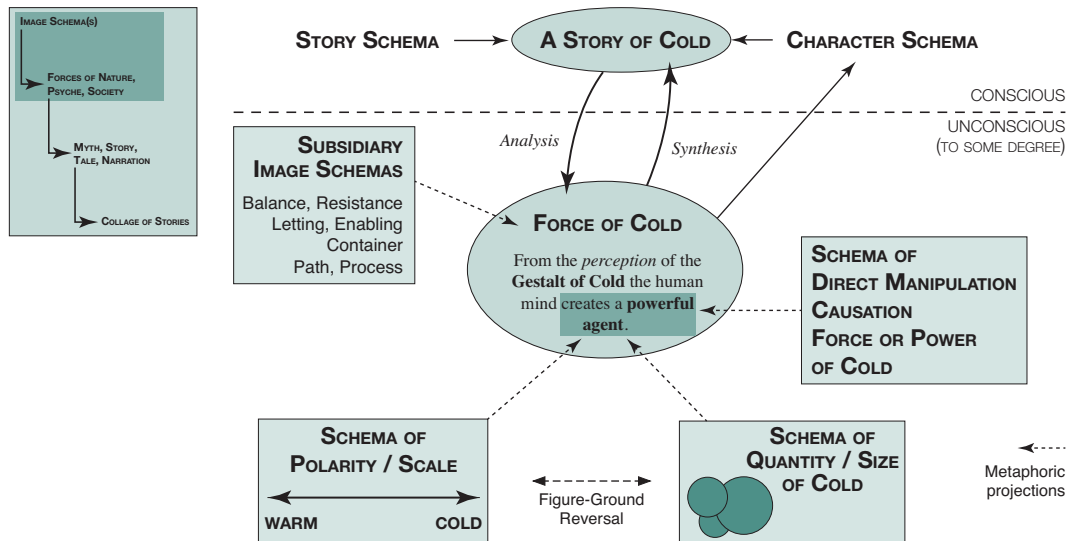 IMAGE SCHEMA(S)
FORCES OF NATURE,
PSYCHE, SOCIETY
MYTH, STORY,
TALE, NARRATION
COLLAGE OF STORIES
STORY SCHEMA
A STORY OF COLD
CHARACTER SCHEMA
CONSCIOUS
UNCONSCIOUS
(TO SOME DEGREE)
Analysis
Synthesis
SUBSIDIARY
IMAGE SCHEMAS
Balance, Resistance
Letting, Enabling
Container
Path, Process
FORCE OF COLD
From the perception of the
Gestalt of Cold the human
mind creates a powerful
agent.
SCHEMA OF
DIRECT MANIPULATION
CAUSATION
FORCE OR POWER
OF COLD
SCHEMA OF
POLARITY / SCALE
WARM
COLD
Figure-Ground
Reversal
SCHEMA OF
QUANTITY / SIZE
OF COLD
Metaphoric
projections